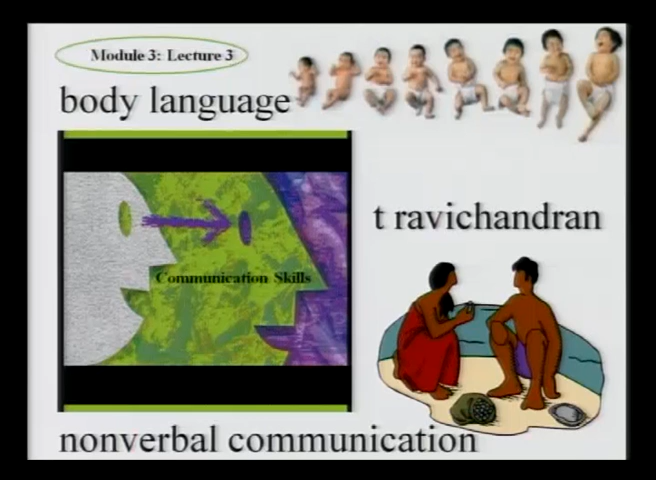 Module 3: Lecture 3
body language
t ravichandran
Communication Skills
nonverbal communication